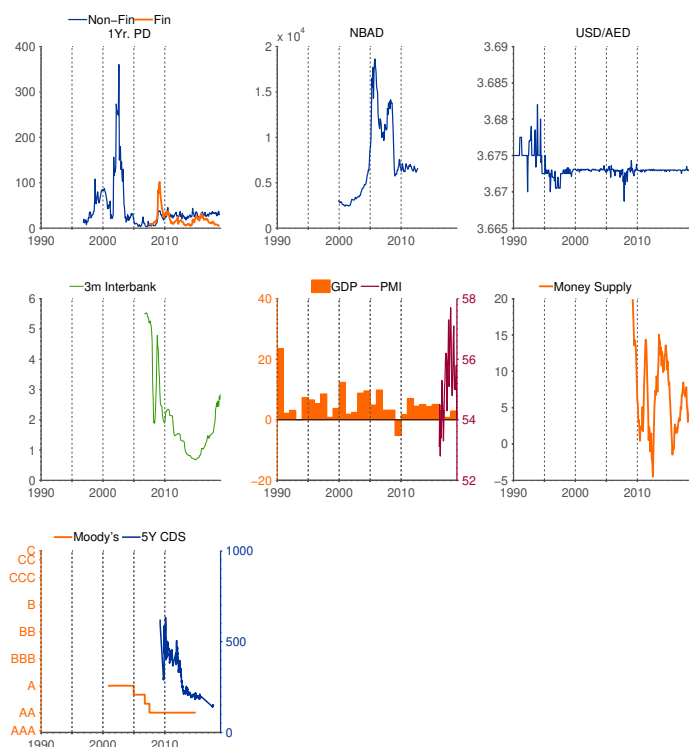 Non−Fin Fin
1Yr. PD
400
300
200
100
0
1990 2000 2010
x 10^4 NBAD
2
1.5
1
0.5
0
1990 2000 2010
USD/AED
3.69
3.685
3.68
3.675
3.67
3.665
1990 2000 2010
3m Interbank
6
5
4
3
2
1
0
1990 2000 2010
GDP PMI
40 58
20 56
0 54
−20 52
1990 2000 2010
Money Supply
20
15
10
5
0
−5
1990 2000 2010
Moody's 5Y CDS
C 1000
CC
CCC
B
BB 500
BBB
A
AA
AAA 0
1990 2000 2010